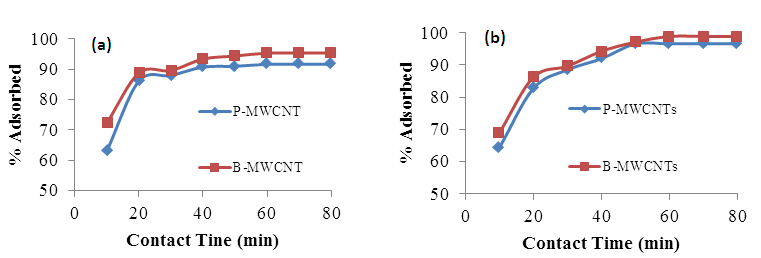 (a)
% Adsorbed
100
90
80
70
60
50
P-MWCNT
B-MWCNT
0 20 40 60 80
Contact Tine (min)
(b)
% Adsorbed
100
90
80
70
60
50
P-MWCNTs
B-MWCNTs
0 20 40 60 80
Contact Time (min)